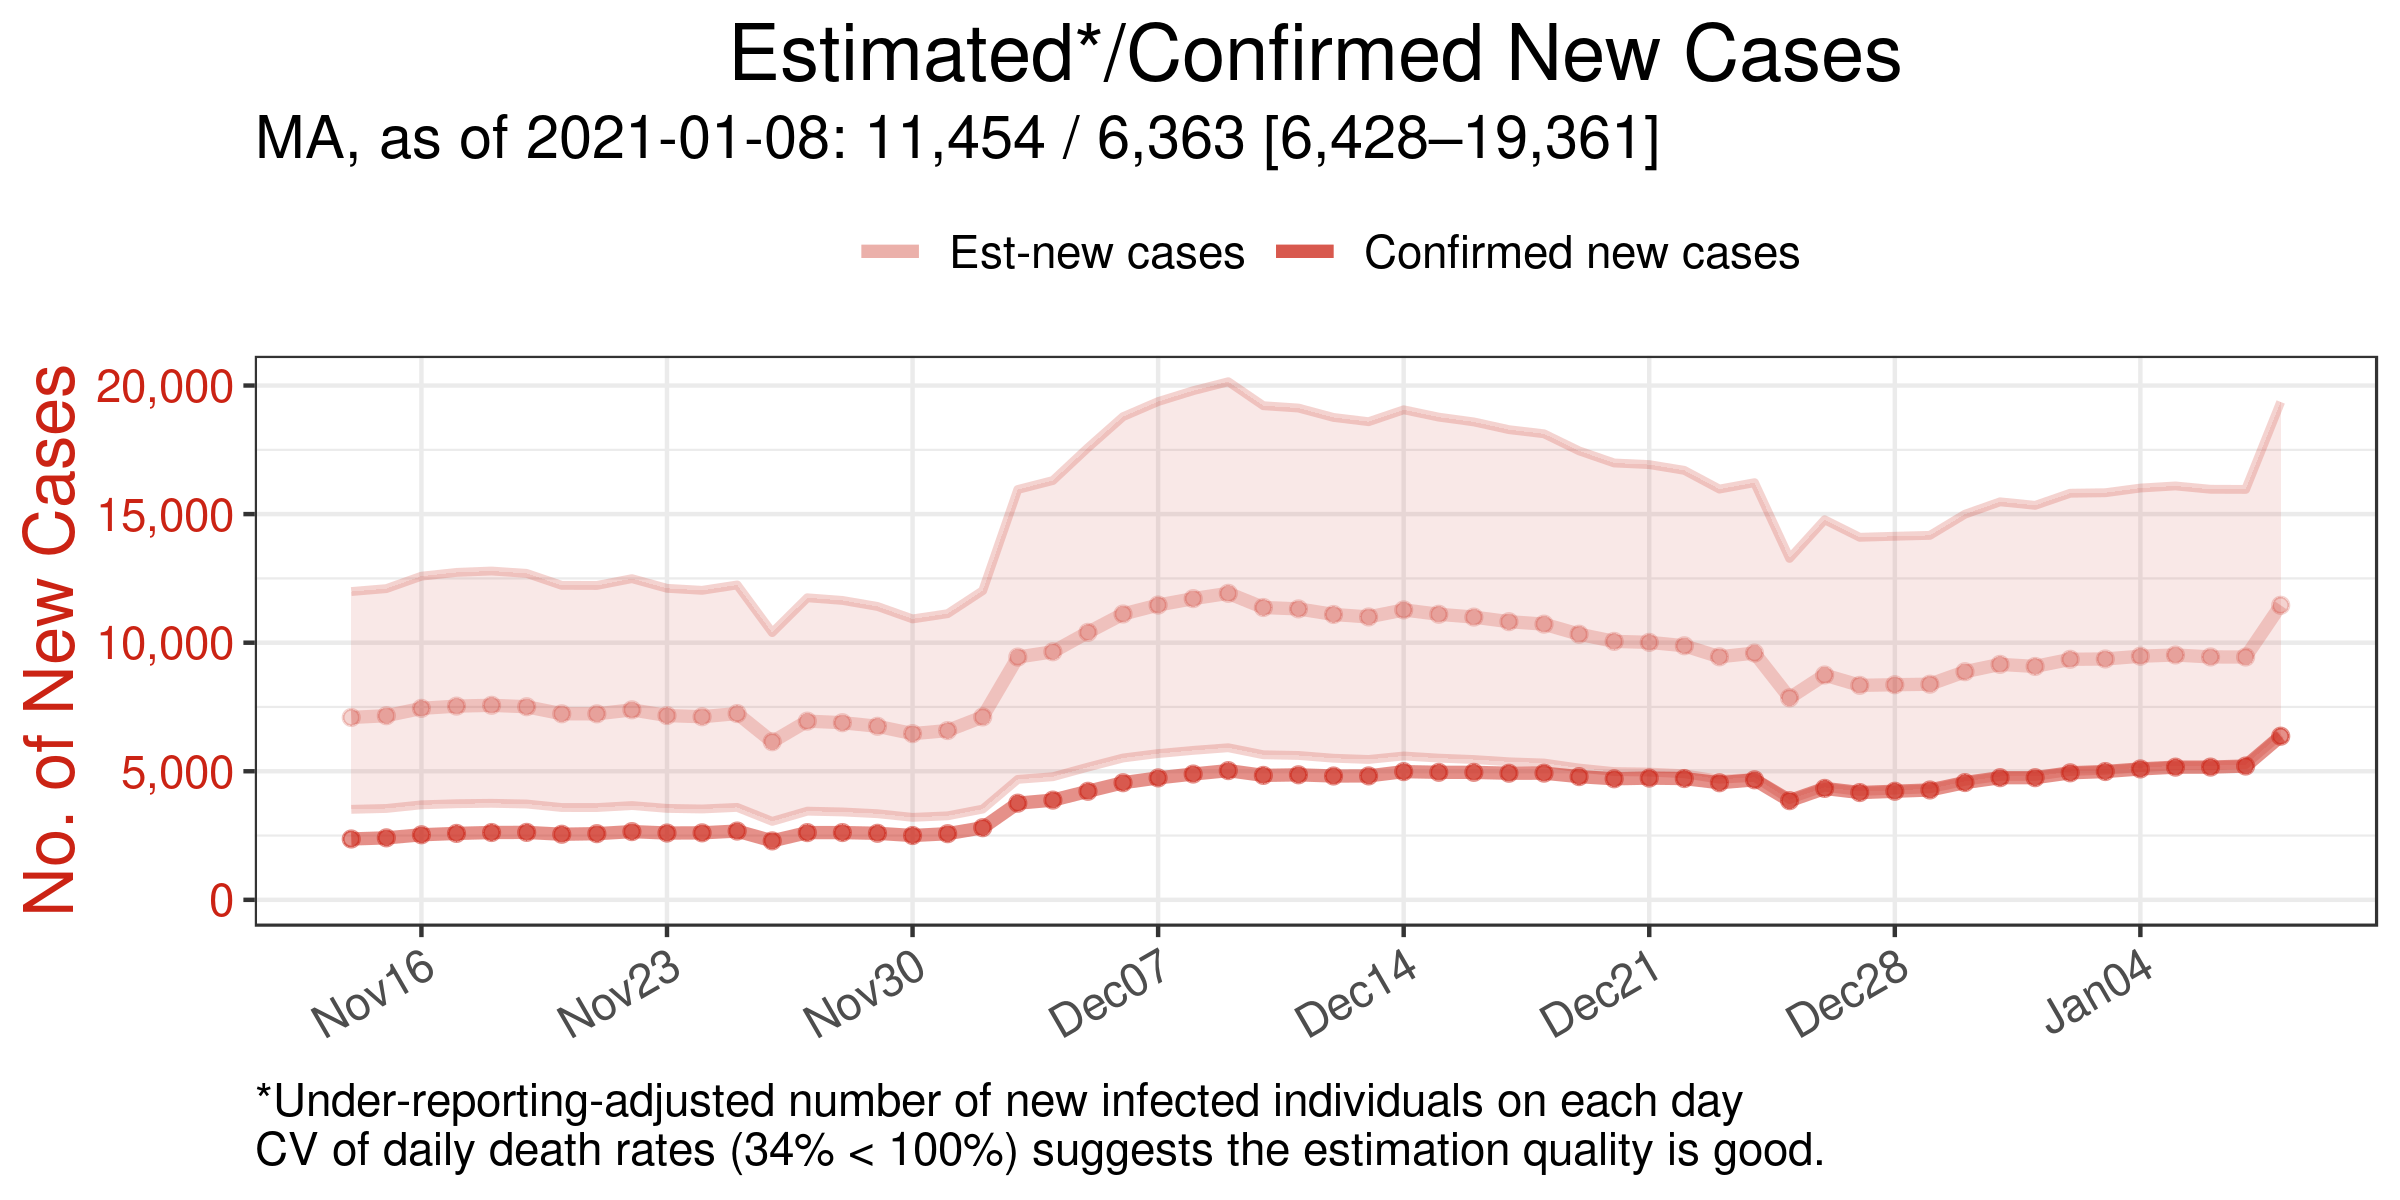 Estimated*/Confirmed New Cases
MA, as of 2021-01-08: 11,454 / 6,363 [6,428–19,361]
Est-new cases
Confirmed new cases
No. of New Cases
20,000
15,000
10,000
5,000
0
Nov16
Nov23
Nov30
Dec07
Dec14
Dec21
Dec28
Jan04
*Under-reporting-adjusted number of new infected individuals on each day
CV of daily death rates (34% < 100%) suggests the estimation quality is good.